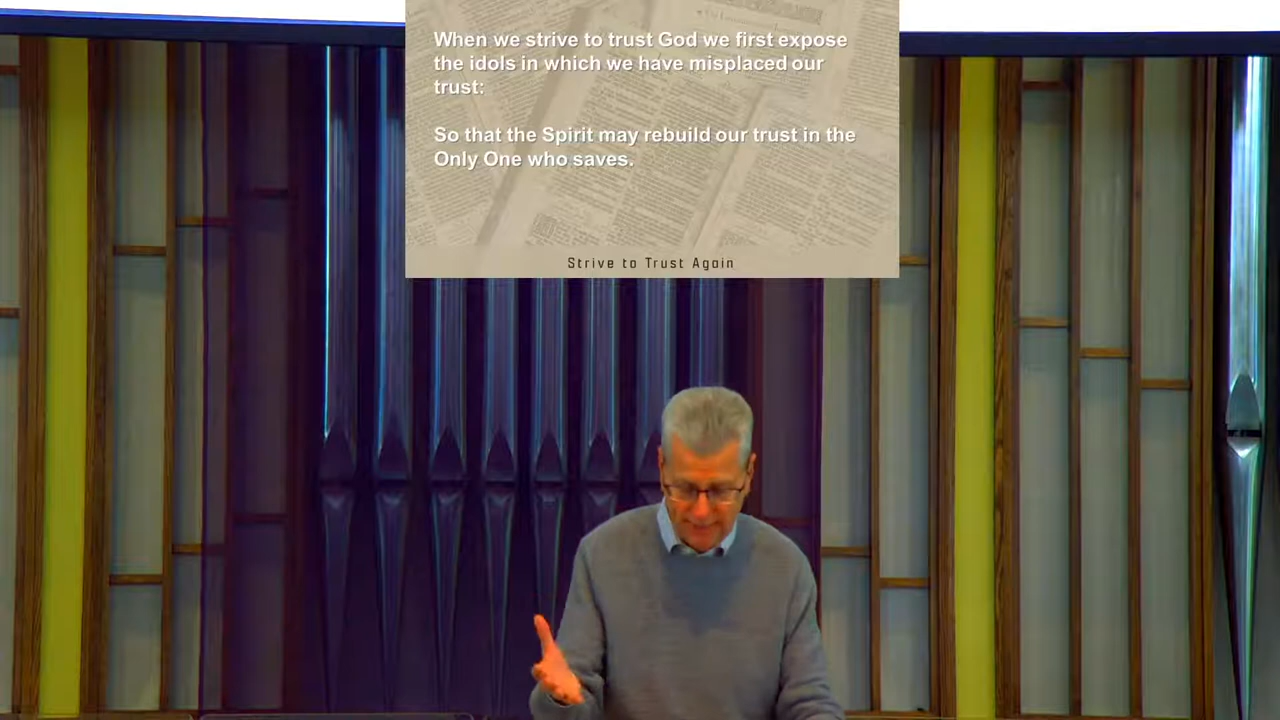 When we strive to trust God we first expose
the idols in which we have misplaced our
trust:
So that the Spirit may rebuild our trust in the
Only One who saves.
Strive to Trust Again